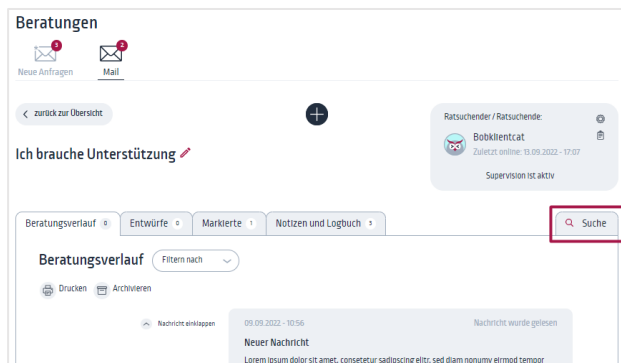 Beratungen
3
2
Neue Anfragen
Mail
zurück zur Übersicht
Ratsuchender / Ratsuchende:
Bobklientcat
Zuletzt online: 13.09.2022 - 17:07
Supervision ist aktiv
Ich brauche Unterstützung
Beratungsverlauf 0
Entwürfe 0
Markierte 1
Notizen und Logbuch 3
Suche
Beratungsverlauf
Filtern nach
Drucken
Archivieren
Nachricht einklappen
09.09.2022 - 10:56
Nachricht wurde gelesen
Neuer Nachricht
Lorem ipsum dolor sit amet, consetetur sadipscing elitr, sed diam nonumy eirmod tempor